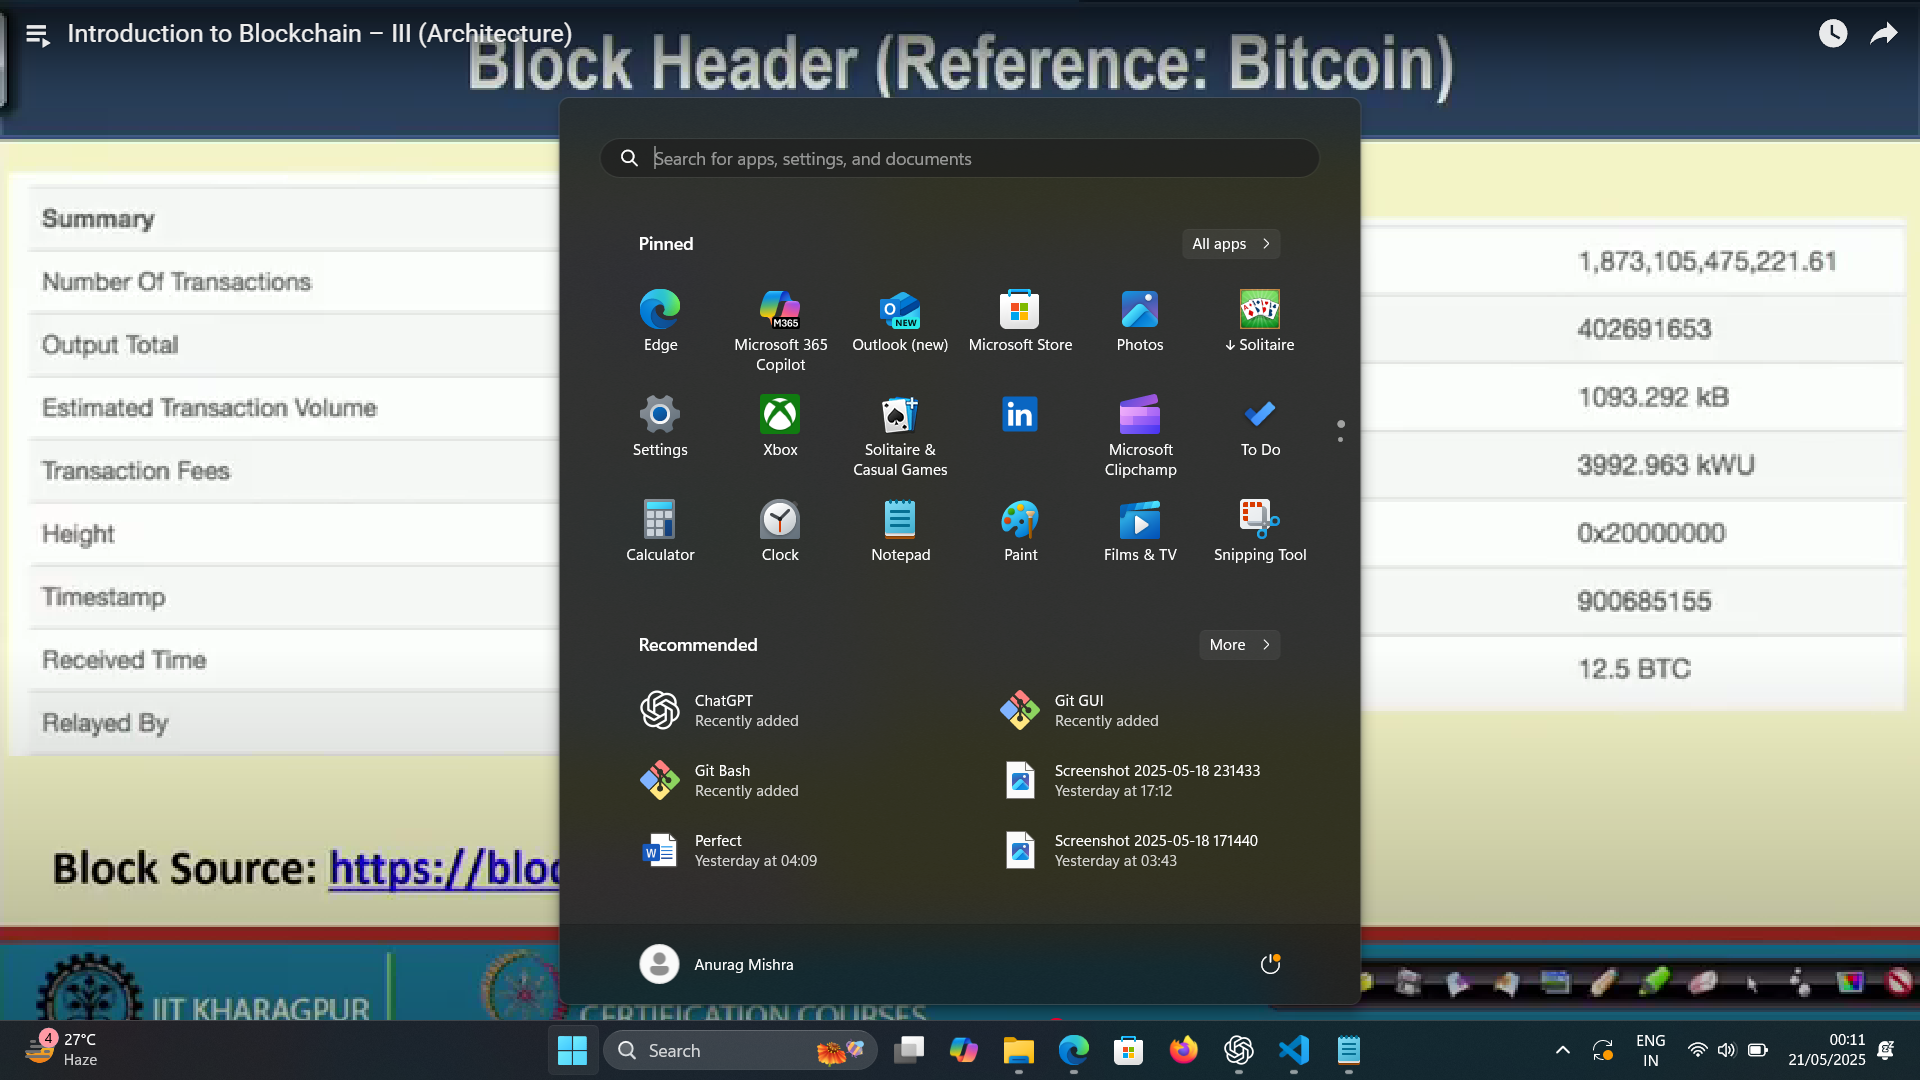 Introduction to Blockchain – III (Architecture)
Block Header (Reference: Bitcoin)
Summary
Number Of Transactions
Output Total
Estimated Transaction Volume
Transaction Fees
Height
Timestamp
Received Time
Relayed By
1,873,105,475,221.61
402691653
1093.292 kB
3992.963 kWU
0x20000000
900685155
12.5 BTC
Block Source: https://bloc
IIT KHARAGPUR
CERTIFICATION COURSES
Search for apps, settings, and documents
Pinned
All apps
Edge
M365
Microsoft 365
Copilot
NEW
Outlook (new)
Microsoft Store
Photos
↓ Solitaire
Settings
Xbox
Solitaire &
Casual Games
in
Microsoft
Clipchamp
To Do
Calculator
Clock
Notepad
Paint
Films & TV
Snipping Tool
Recommended
More
ChatGPT
Recently added
Git GUI
Recently added
Git Bash
Recently added
Screenshot 2025-05-18 231433
Yesterday at 17:12
Perfect
Yesterday at 04:09
Screenshot 2025-05-18 171440
Yesterday at 03:43
Anurag Mishra
4
27°C
Haze
Search
ENG
IN
00:11
21/05/2025